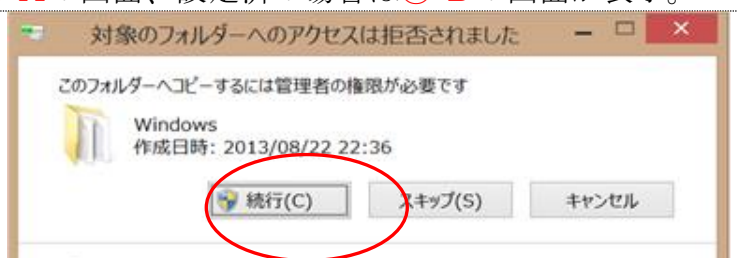 対象のフォルダーへのアクセスは拒否されました
このフォルダーへコピーするには管理者の権限が必要です
Windows
作成日時: 2013/08/22 22:36
続行(C) スキップ(S) キャンセル